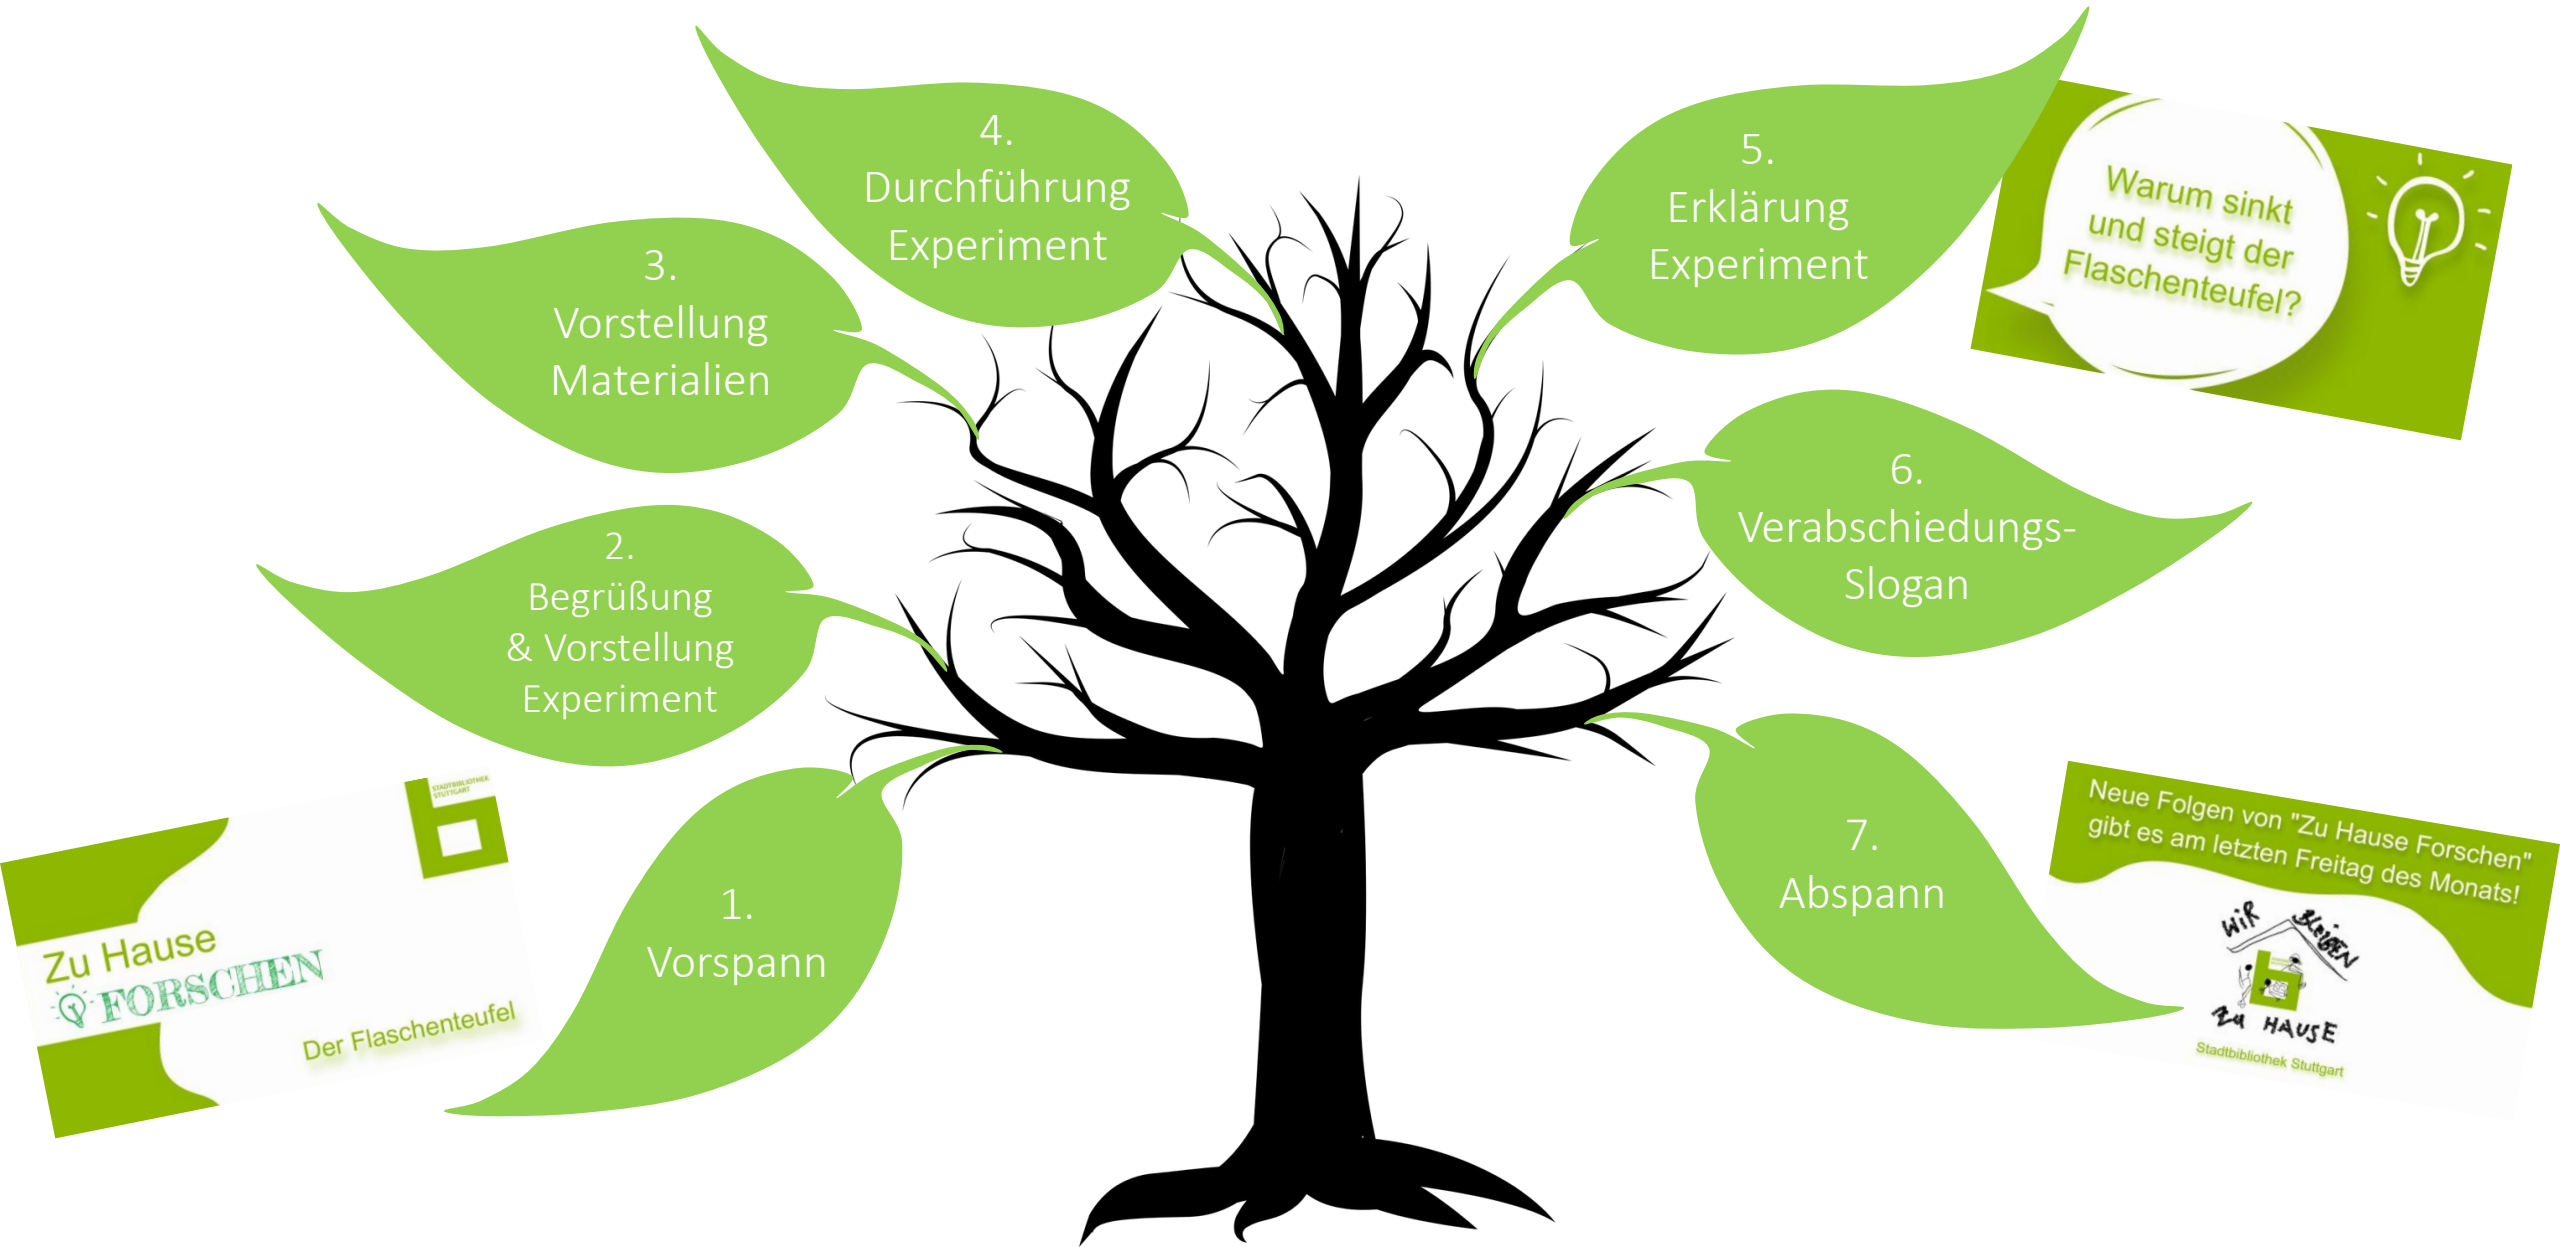 4.
Durchführung
Experiment
5.
Erklärung
Experiment
Warum sinkt
und steigt der
Flaschenteufel?
3.
Vorstellung
Materialien
6.
Verabschiedungs-
Slogan
2.
Begrüßung
& Vorstellung
Experiment
STADTBIBLIOTHEK
STUTTGART
Zu Hause
FORSCHEN
Der Flaschenteufel
1.
Vorspann
7.
Abspann
Neue Folgen von "Zu Hause Forschen"
gibt es am letzten Freitag des Monats!
WiR BLEIBEN
Zu HAUSE
Stadtbibliothek Stuttgart